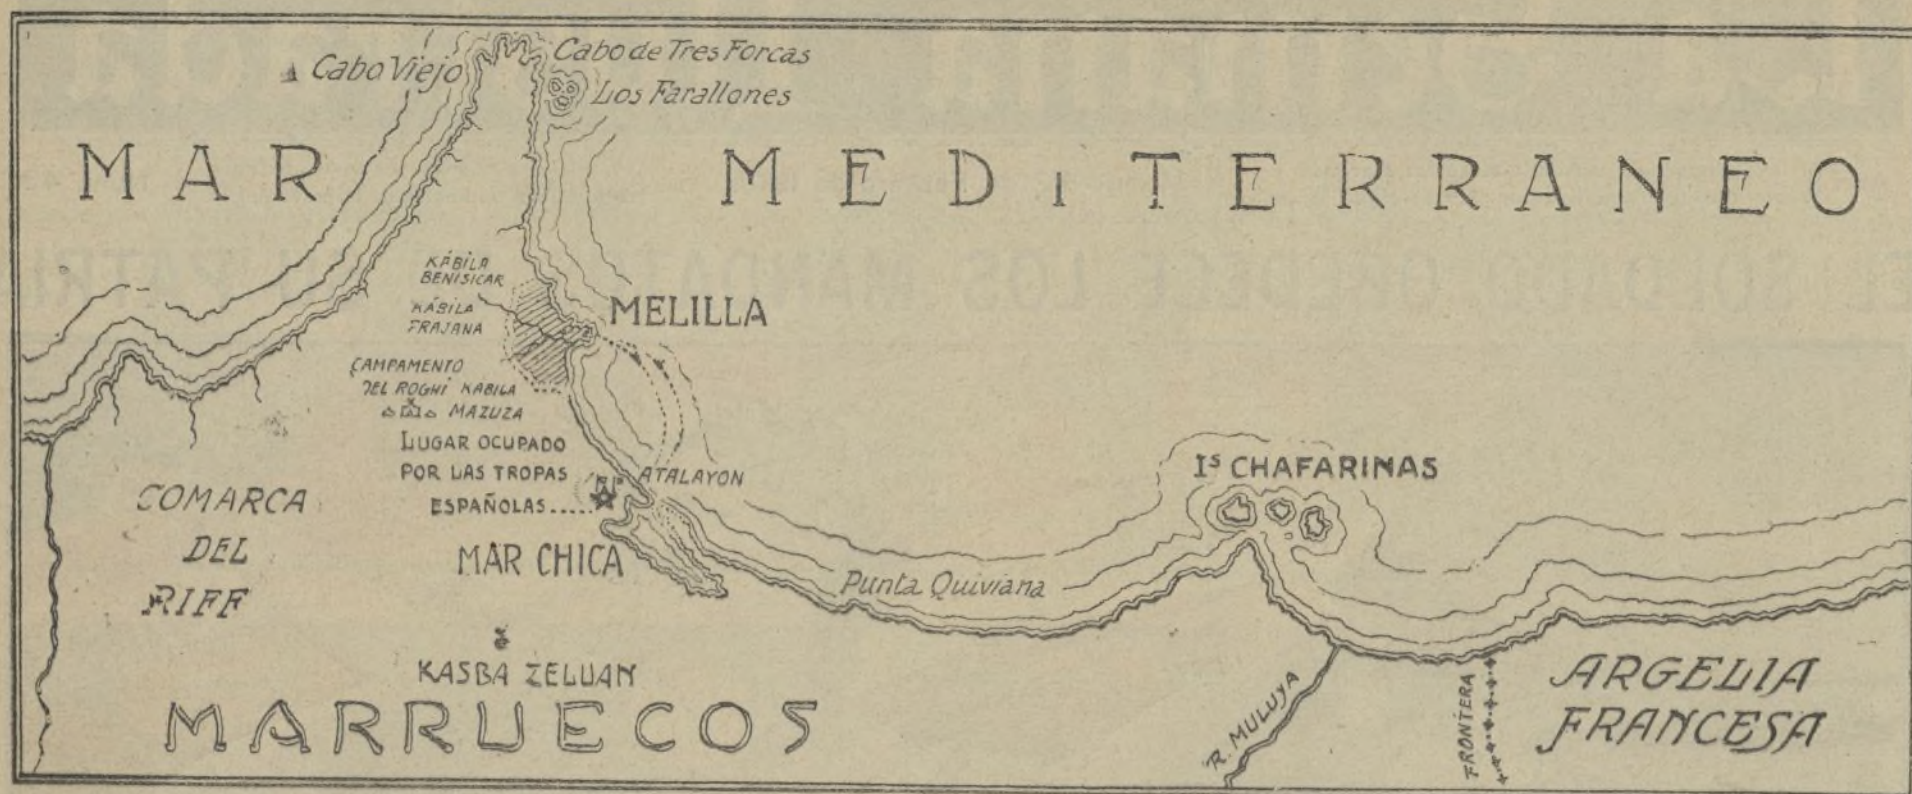 Cabo Viejo
Cabo de Tres Forcas
Los Farallones
MAR MEDiTERRANEO
KÁBILA
BENISICAR
KÁBILA
FRAJANA
MELILLA
CAMPAMENTO
DEL ROGHI KABILA
MAZUZA
LUGAR OCUPADO
POR LAS TROPAS
ESPAÑOLAS.....
ATALAYON
Is CHAFARINAS
COMARCA
DEL
RIFF
MAR CHICA
Punta Quiviana
KASBA ZELUAN
MARRUECOS
R. MULUYA
FRONTERA
ARGELIA
FRANCESA